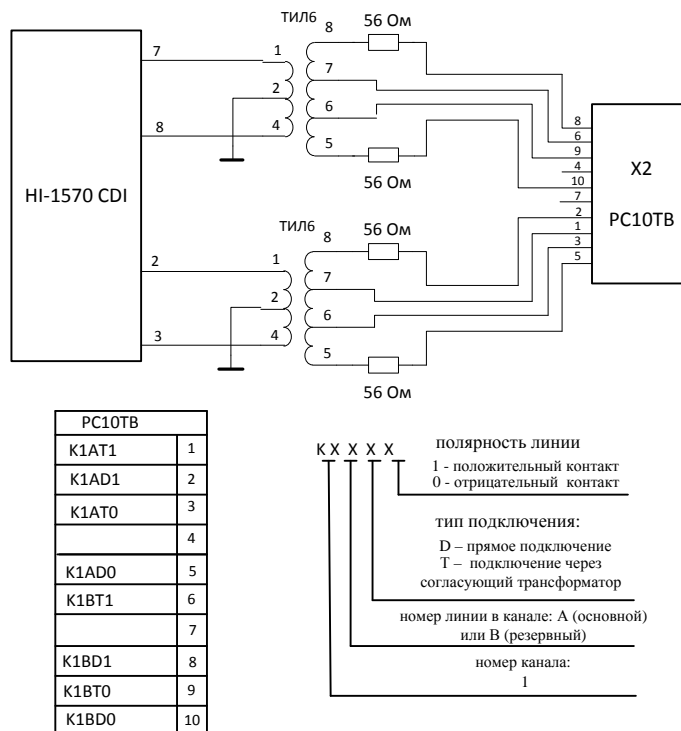 ТИЛ6
56 Ом
8
7
1
7
2
6
8
4
5
56 Ом
HI-1570 CDI
8
6
9
4
10
7
2
1
3
5
X2
РС10ТВ
ТИЛ6
56 Ом
8
2
1
7
2
6
3
4
5
56 Ом
РС10ТВ
K1AT1 1
K1AD1 2
K1AT0 3
4
K1AD0 5
K1BT1 6
7
K1BD1 8
K1BT0 9
K1BD0 10
К Х Х Х Х
полярность линии
1 - положительный контакт
0 - отрицательный контакт
тип подключения:
D – прямое подключение
T – подключение через
согласующий трансформатор
номер линии в канале: A (основной)
или B (резервный)
номер канала:
1